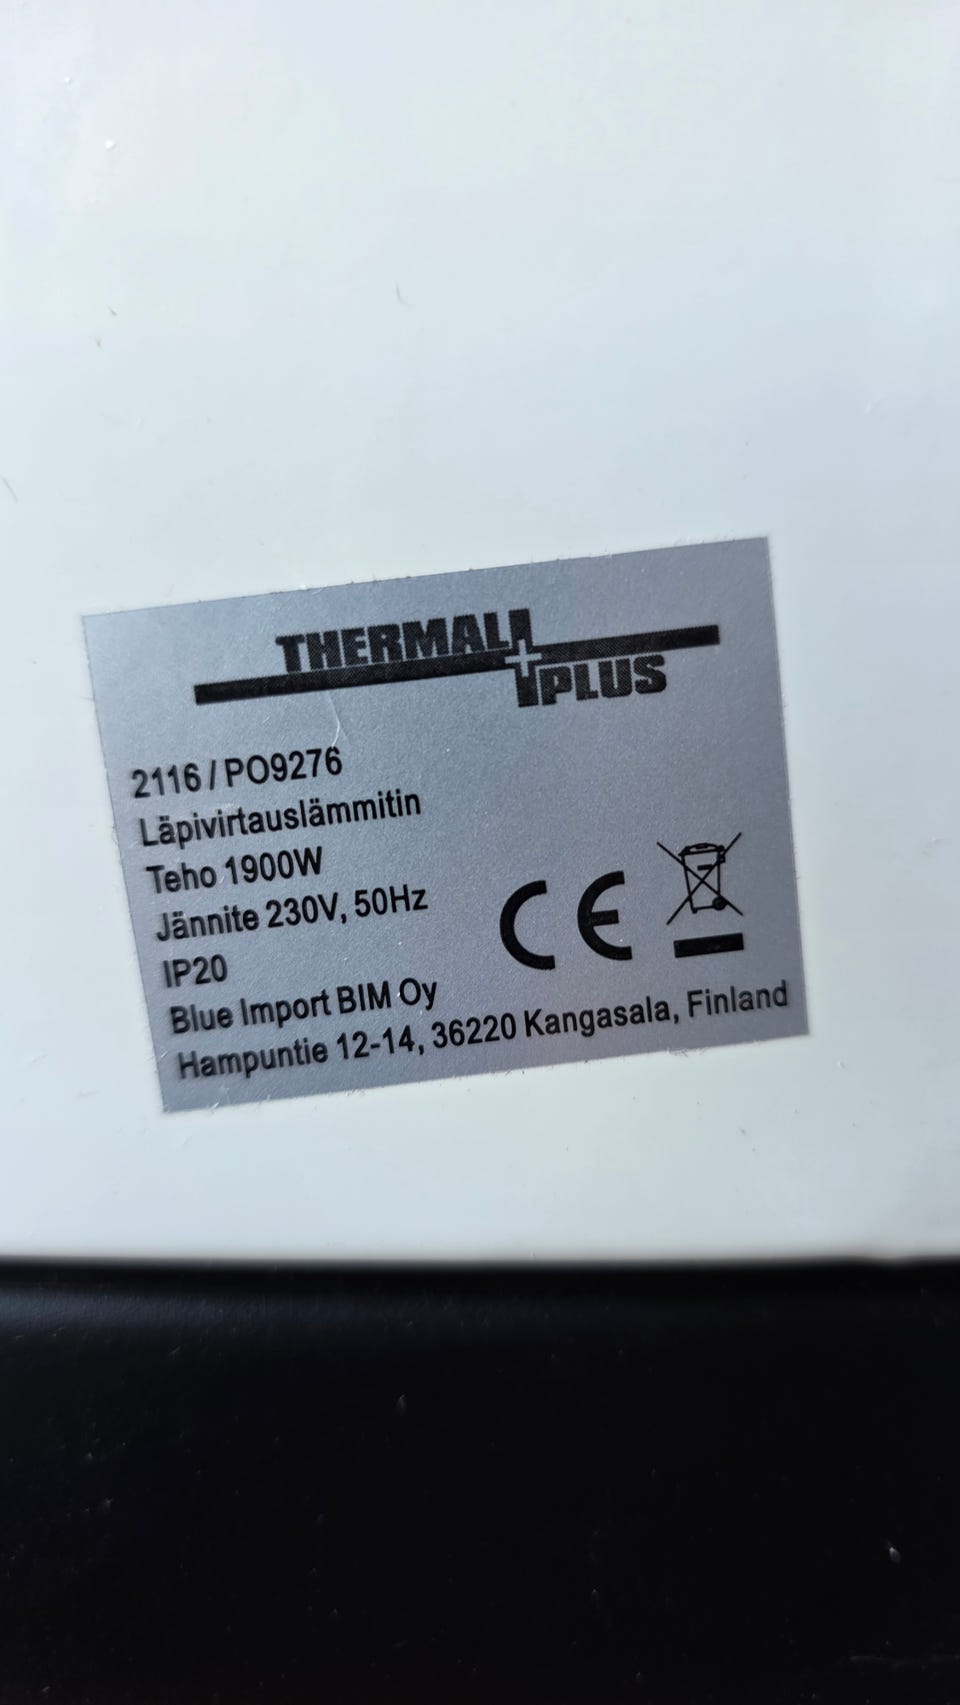 THERMAL
PLUS
2116 / PO9276
Läpivirtauslämmitin
Teho 1900W
Jännite 230V, 50Hz
IP20
Blue Import BIM Oy
Hampuntie 12-14, 36220 Kangasala, Finland
CE